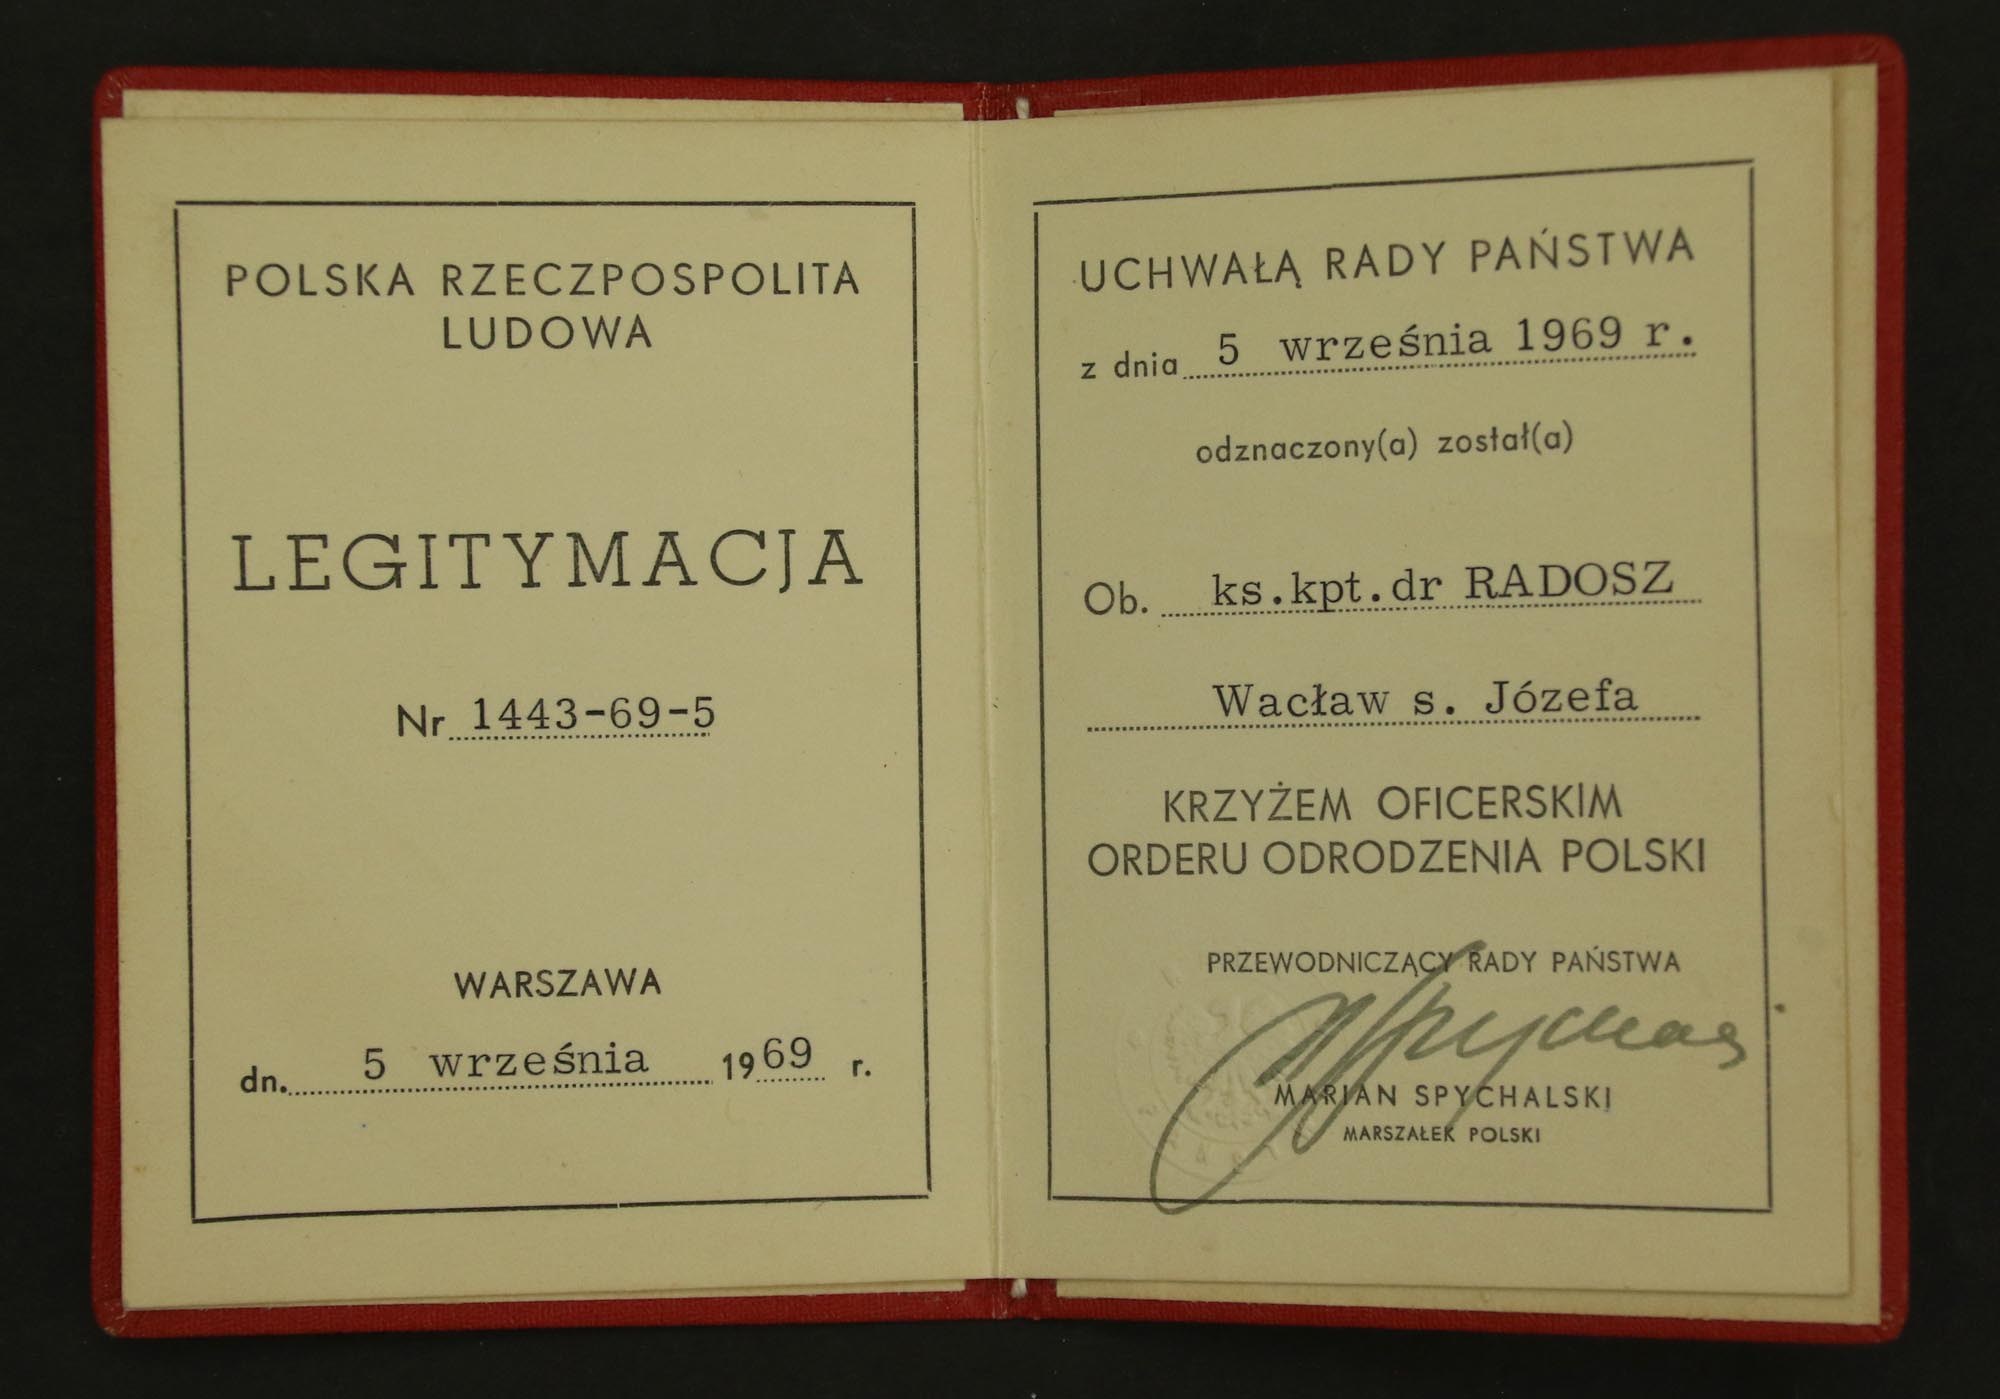 POLSKA RZECZPOSPOLITA
LUDOWA
LEGITYMACJA
Nr 1443-69-5
WARSZAWA
dn. 5 września 1969 r.
UCHWAŁĄ RADY PAŃSTWA
z dnia 5 września 1969 r.
odznaczony(a) został(a)
Ob. ks.kpt.dr RADOSZ
Wacław s. Józefa
KRZYŻEM OFICERSKIM
ORDERU ODRODZENIA POLSKI
PRZEWODNICZĄCY RADY PAŃSTWA
MARIAN SPYCHALSKI
MARSZAŁEK POLSKI